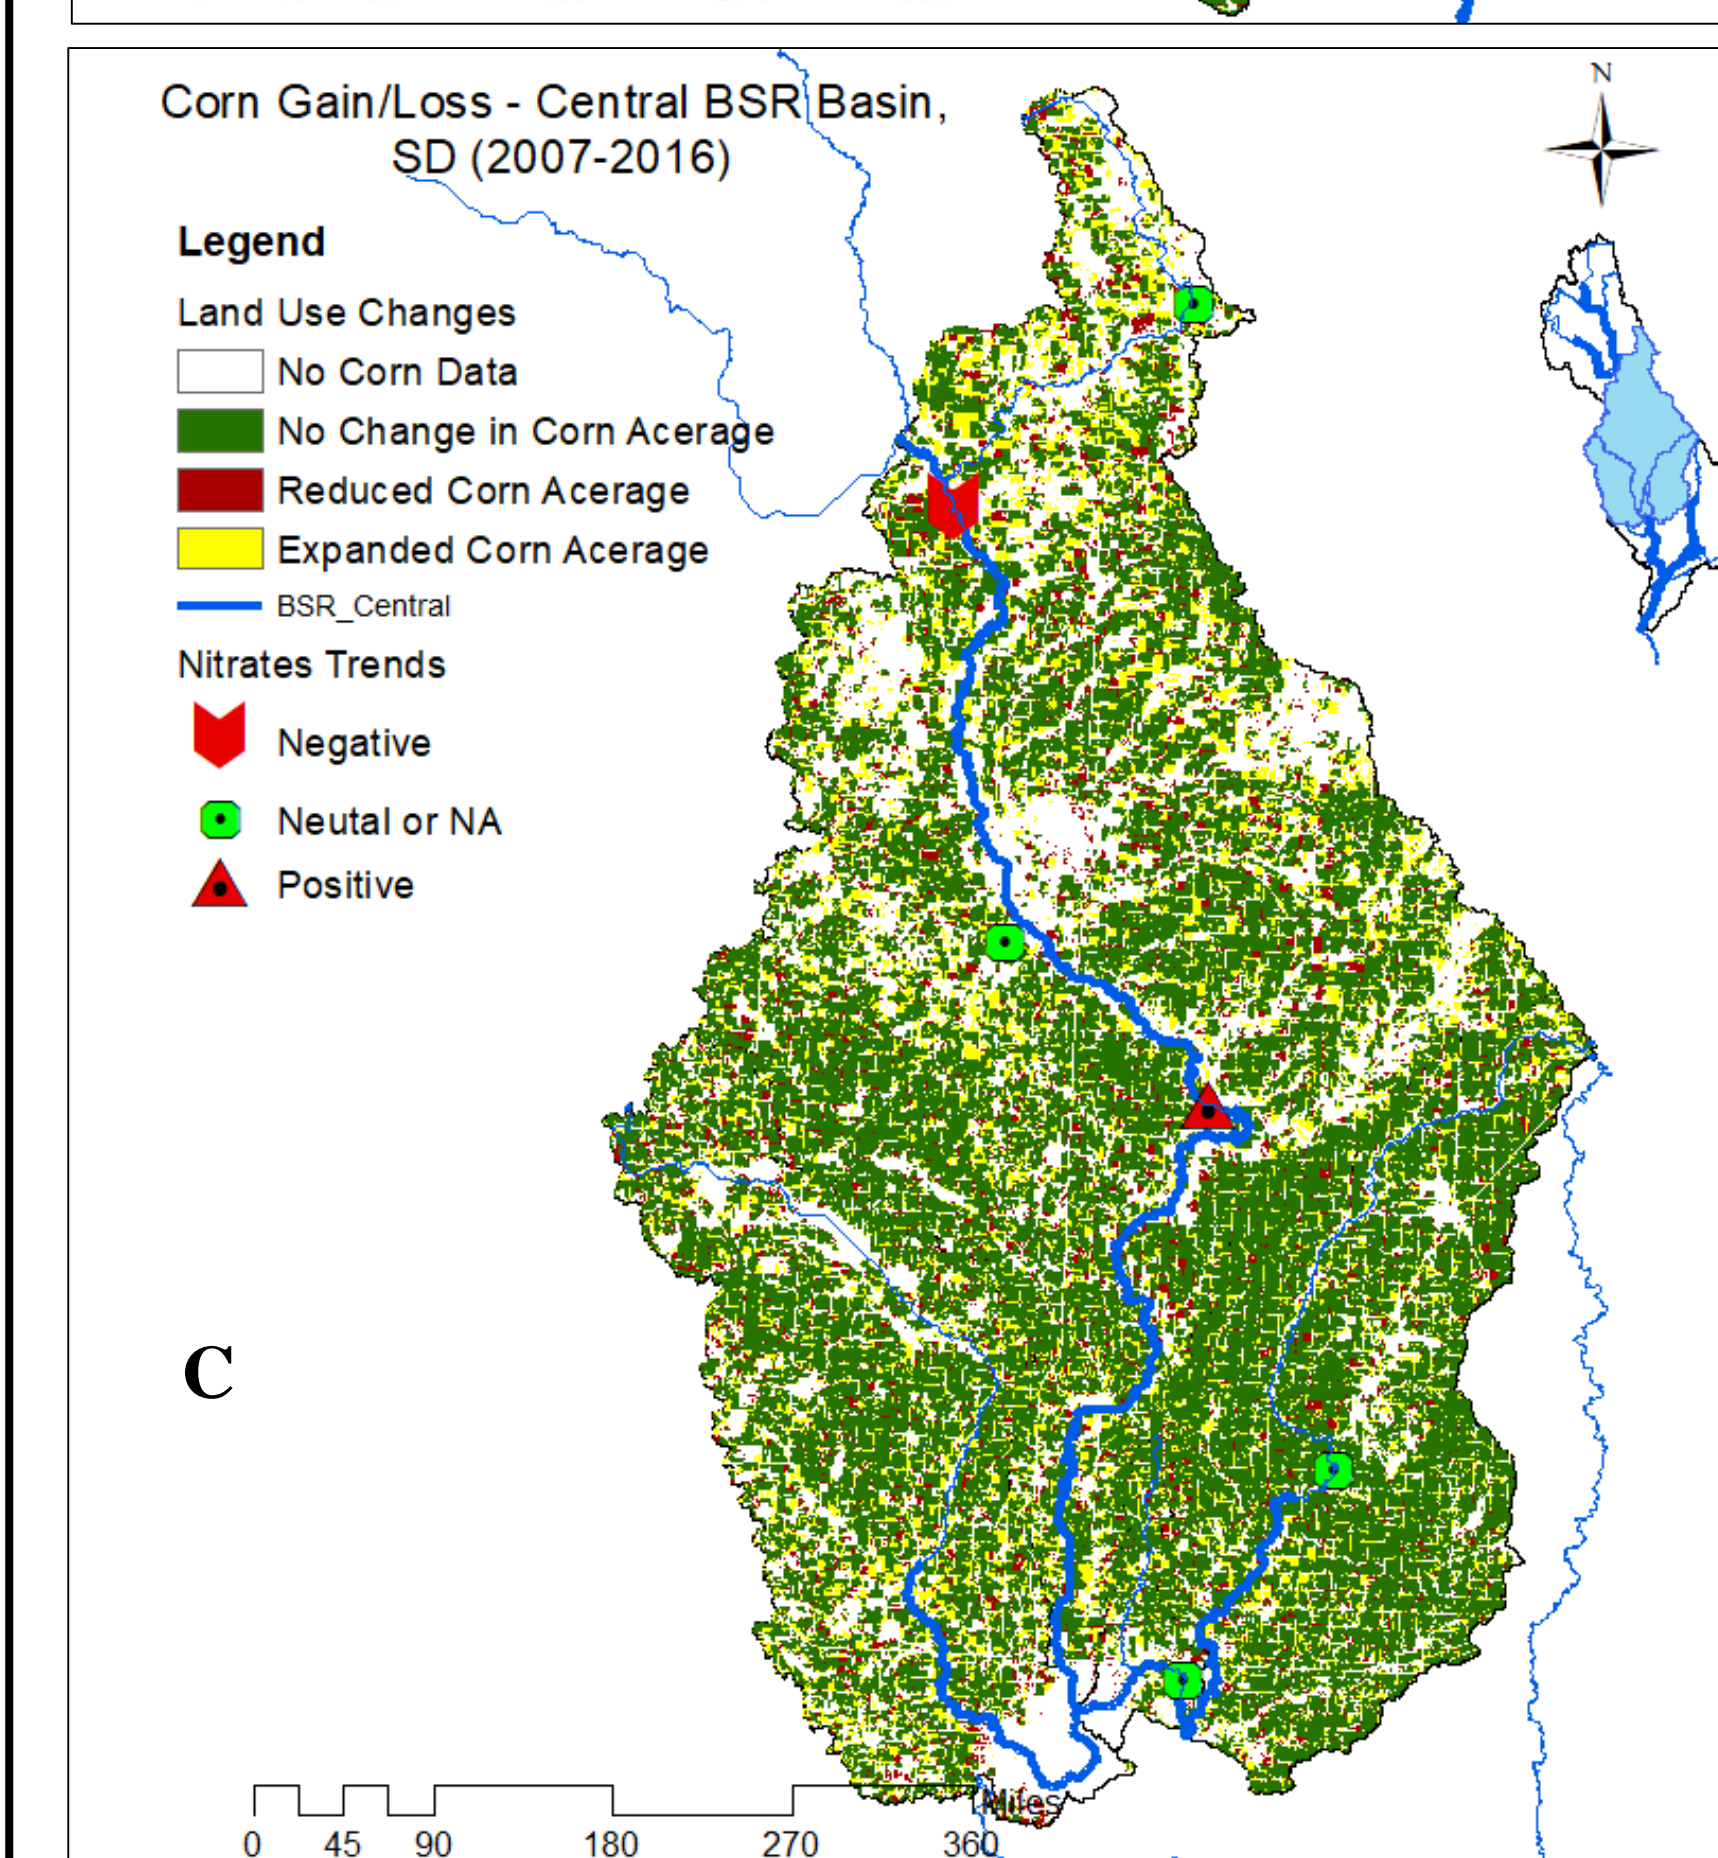 Corn Gain/Loss - Central BSR Basin,
SD (2007-2016)
N
Legend
Land Use Changes
No Corn Data
No Change in Corn Acerage
Reduced Corn Acerage
Expanded Corn Acerage
BSR_Central
Nitrates Trends
Negative
Neutal or NA
Positive
C
Miles
0 45 90 180 270 360